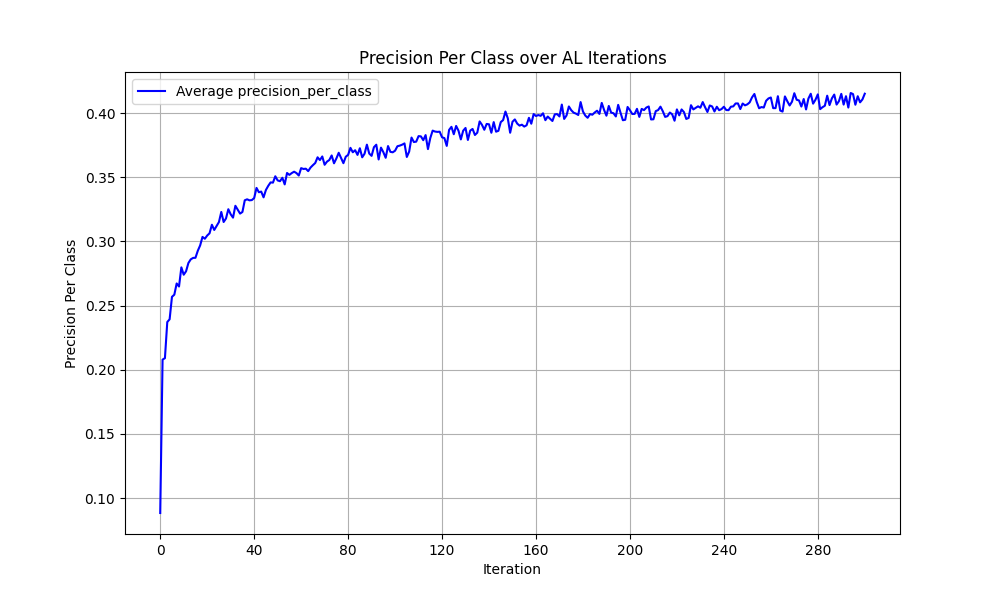 Precision Per Class over AL Iterations
Average precision_per_class
Precision Per Class
0.40
0.35
0.30
0.25
0.20
0.15
0.10
0 40 80 120 160 200 240 280
Iteration